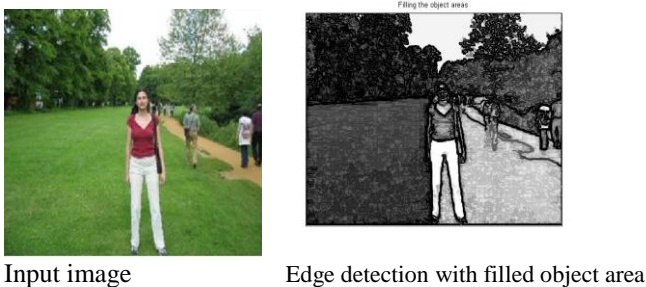 Filling the object areas
Input image
Edge detection with filled object area